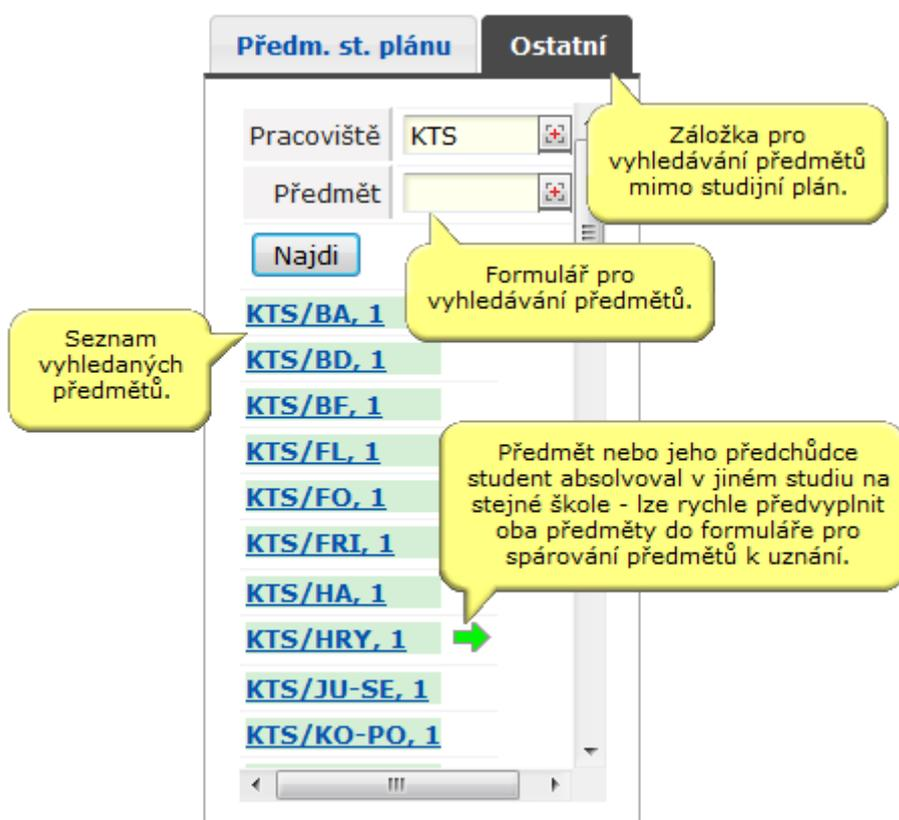 Předm. st. plánu
Ostatní
Pracoviště
KTS
Záložka pro
vyhledávání předmětů
mimo studijní plán.
Předmět
Najdi
Formulář pro
vyhledávání předmětů.
Seznam
vyhledaných
předmětů.
KTS/BA, 1
KTS/BD, 1
KTS/BF, 1
KTS/FL, 1
KTS/FO, 1
KTS/FRI, 1
KTS/HA, 1
KTS/HRY, 1
KTS/JU-SE, 1
KTS/KO-PO, 1
Předmět nebo jeho předchůdce
student absolvoval v jiném studiu na
stejné škole - lze rychle předvyplnit
oba předměty do formuláře pro
spárování předmětů k uznání.